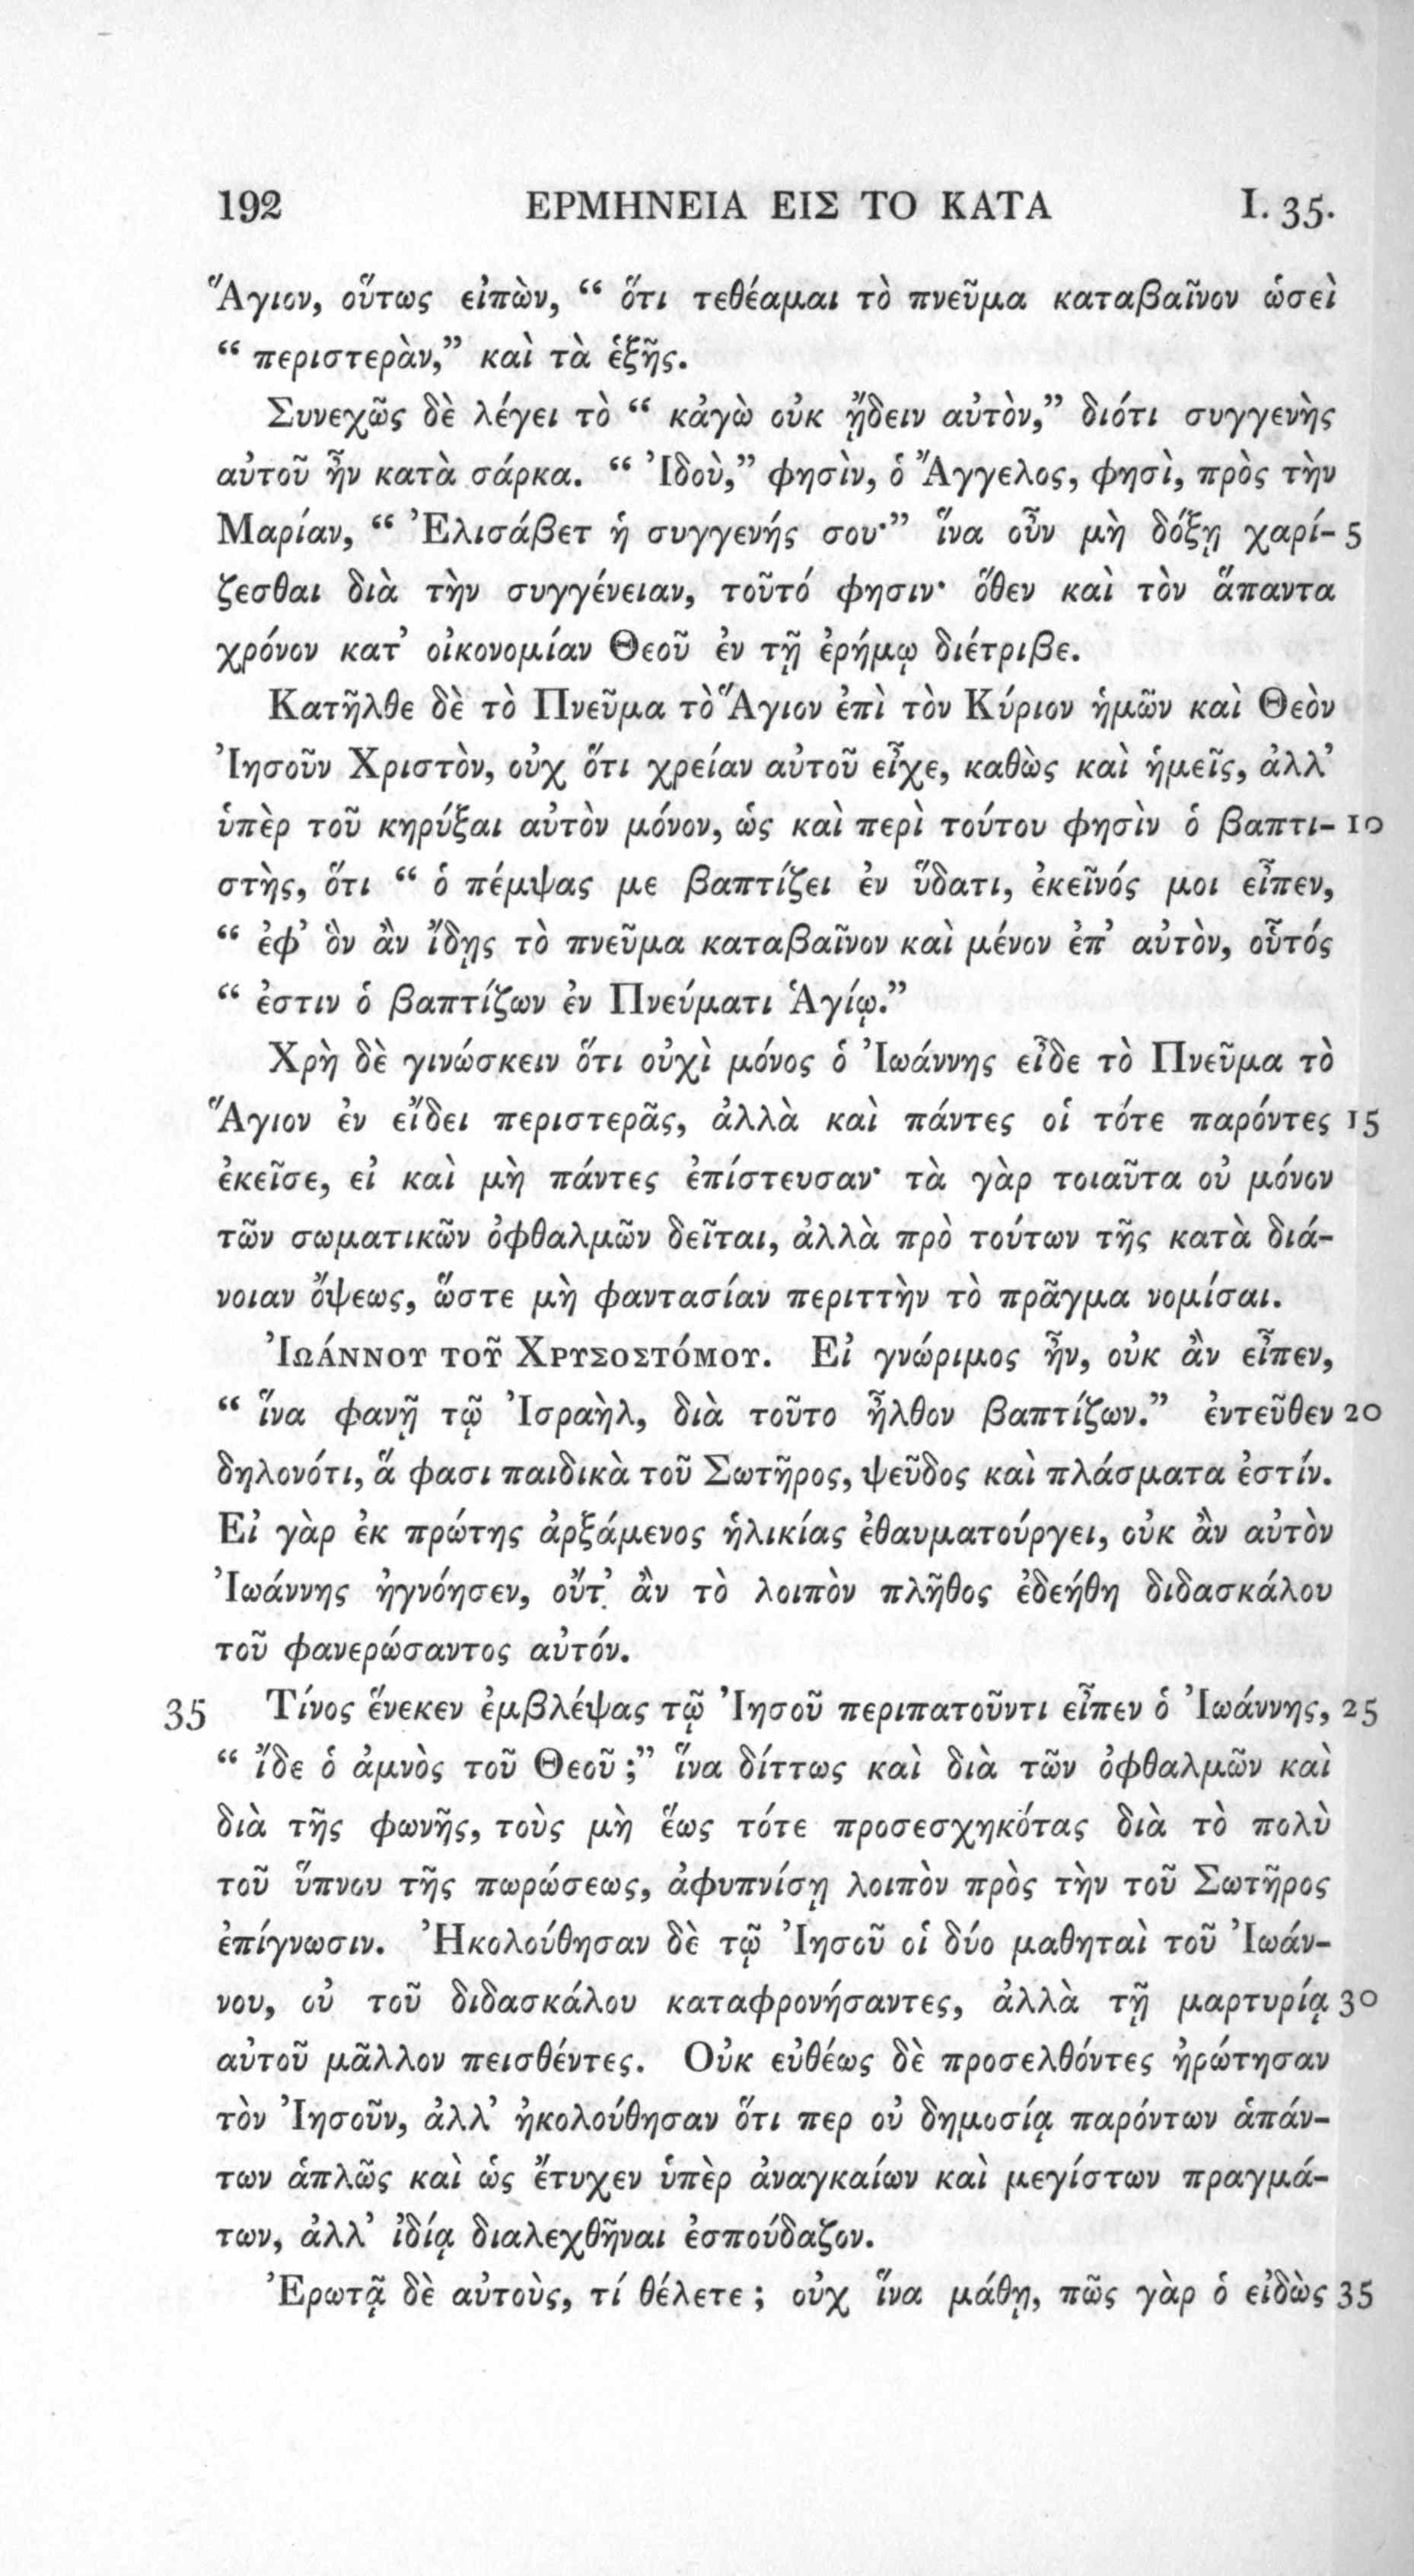 192 ΕΡΜΗΝΕΙΑ ΕΙΣ ΤΟ ΚΑΤΑ I. 35.
Ἅγιον, οὕτως εἰπὼν, “ ὅτι τεθέαμαι τὸ πνεῦμα καταβαῖνον ὡσεὶ
“ περιστερὰν,” καὶ τὰ ἑξῆς.
Συνεχῶς δὲ λέγει τὸ “ κἀγὼ οὐκ ᾔδειν αὐτὸν,” διότι συγγενὴς
αὐτοῦ ἦν κατὰ σάρκα. “ Ἰδοὺ,” φησὶν, ὁ Ἄγγελος, φησὶ, πρὸς τὴν
Μαρίαν, “ Ἐλισάβετ ἡ συγγενής σου·” ἵνα οὖν μὴ δόξῃ χαρί- 5
ζεσθαι διὰ τὴν συγγένειαν, τοῦτό φησιν· ὅθεν καὶ τὸν ἅπαντα
χρόνον κατ’ οἰκονομίαν Θεοῦ ἐν τῇ ἐρήμῳ διέτριβε.
Κατῆλθε δὲ τὸ Πνεῦμα τὸ Ἅγιον ἐπὶ τὸν Κύριον ἡμῶν καὶ Θεὸν
Ἰησοῦν Χριστὸν, οὐχ ὅτι χρείαν αὐτοῦ εἶχε, καθὼς καὶ ἡμεῖς, ἀλλ’
ὑπὲρ τοῦ κηρύξαι αὐτὸν μόνον, ὡς καὶ περὶ τούτου φησὶν ὁ βαπτι- 10
στὴς, ὅτι “ ὁ πέμψας με βαπτίζει ἐν ὕδατι, ἐκεῖνός μοι εἶπεν,
“ ἐφ’ ὃν ἂν ἴδῃς τὸ πνεῦμα καταβαῖνον καὶ μένον ἐπ’ αὐτὸν, οὗτός
“ ἐστιν ὁ βαπτίζων ἐν Πνεύματι Ἁγίῳ.”
Χρὴ δὲ γινώσκειν ὅτι οὐχὶ μόνος ὁ Ἰωάννης εἶδε τὸ Πνεῦμα τὸ
Ἅγιον ἐν εἴδει περιστερᾶς, ἀλλὰ καὶ πάντες οἱ τότε παρόντες 15
ἐκεῖσε, εἰ καὶ μὴ πάντες ἐπίστευσαν· τὰ γὰρ τοιαῦτα οὐ μόνον
τῶν σωματικῶν ὀφθαλμῶν δεῖται, ἀλλὰ πρὸ τούτων τῆς κατὰ διά-
νοιαν ὄψεως, ὥστε μὴ φαντασίαν περιττὴν τὸ πρᾶγμα νομίσαι.
Ἰωάννου τοῦ Χρυσοστόμου. Εἰ γνώριμος ἦν, οὐκ ἂν εἶπεν,
“ ἵνα φανῇ τῷ Ἰσραὴλ, διὰ τοῦτο ἦλθον βαπτίζων.” ἐντεῦθεν 20
δηλονότι, ἅ φασι παιδικὰ τοῦ Σωτῆρος, ψεῦδος καὶ πλάσματα ἐστίν.
Εἰ γὰρ ἐκ πρώτης ἀρξάμενος ἡλικίας ἐθαυματούργει, οὐκ ἂν αὐτὸν
Ἰωάννης ἠγνόησεν, οὔτ’ ἂν τὸ λοιπὸν πλῆθος ἐδεήθη διδασκάλου
τοῦ φανερώσαντος αὐτόν.
35 Τίνος ἕνεκεν ἐμβλέψας τῷ Ἰησοῦ περιπατοῦντι εἶπεν ὁ Ἰωάννης, 25
“ ἴδε ὁ ἀμνὸς τοῦ Θεοῦ ;” ἵνα δίττως καὶ διὰ τῶν ὀφθαλμῶν καὶ
διὰ τῆς φωνῆς, τοὺς μὴ ἕως τότε προσεσχηκότας διὰ τὸ πολὺ
τοῦ ὕπνου τῆς πωρώσεως, ἀφυπνίσῃ λοιπὸν πρὸς τὴν τοῦ Σωτῆρος
ἐπίγνωσιν. Ἠκολούθησαν δὲ τῷ Ἰησοῦ οἱ δύο μαθηταὶ τοῦ Ἰωάν-
νου, οὐ τοῦ διδασκάλου καταφρονήσαντες, ἀλλὰ τῇ μαρτυρίᾳ 30
αὐτοῦ μᾶλλον πεισθέντες. Οὐκ εὐθέως δὲ προσελθόντες ἠρώτησαν
τὸν Ἰησοῦν, ἀλλ’ ἠκολούθησαν ὅτι περ οὐ δημοσίᾳ παρόντων ἁπάν-
των ἁπλῶς καὶ ὡς ἔτυχεν ὑπὲρ ἀναγκαίων καὶ μεγίστων πραγμά-
των, ἀλλ’ ἰδίᾳ διαλεχθῆναι ἐσπούδαζον.
Ἐρωτᾷ δὲ αὐτοὺς, τί θέλετε ; οὐχ ἵνα μάθῃ, πῶς γὰρ ὁ εἰδὼς 35